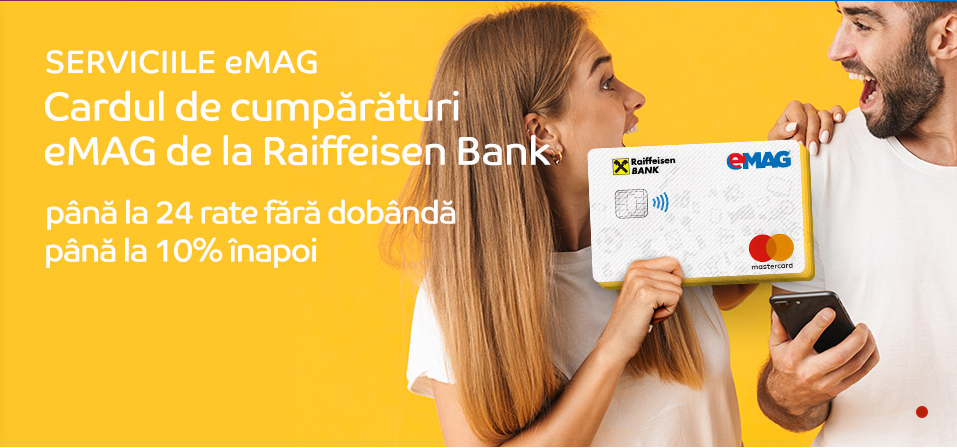 SERVICIILE eMAG
Cardul de cumpărături
eMAG de la Raiffeisen Bank
până la 24 rate fără dobândă
până la 10% înapoi
Raiffeisen
BANK
eMAG
mastercard